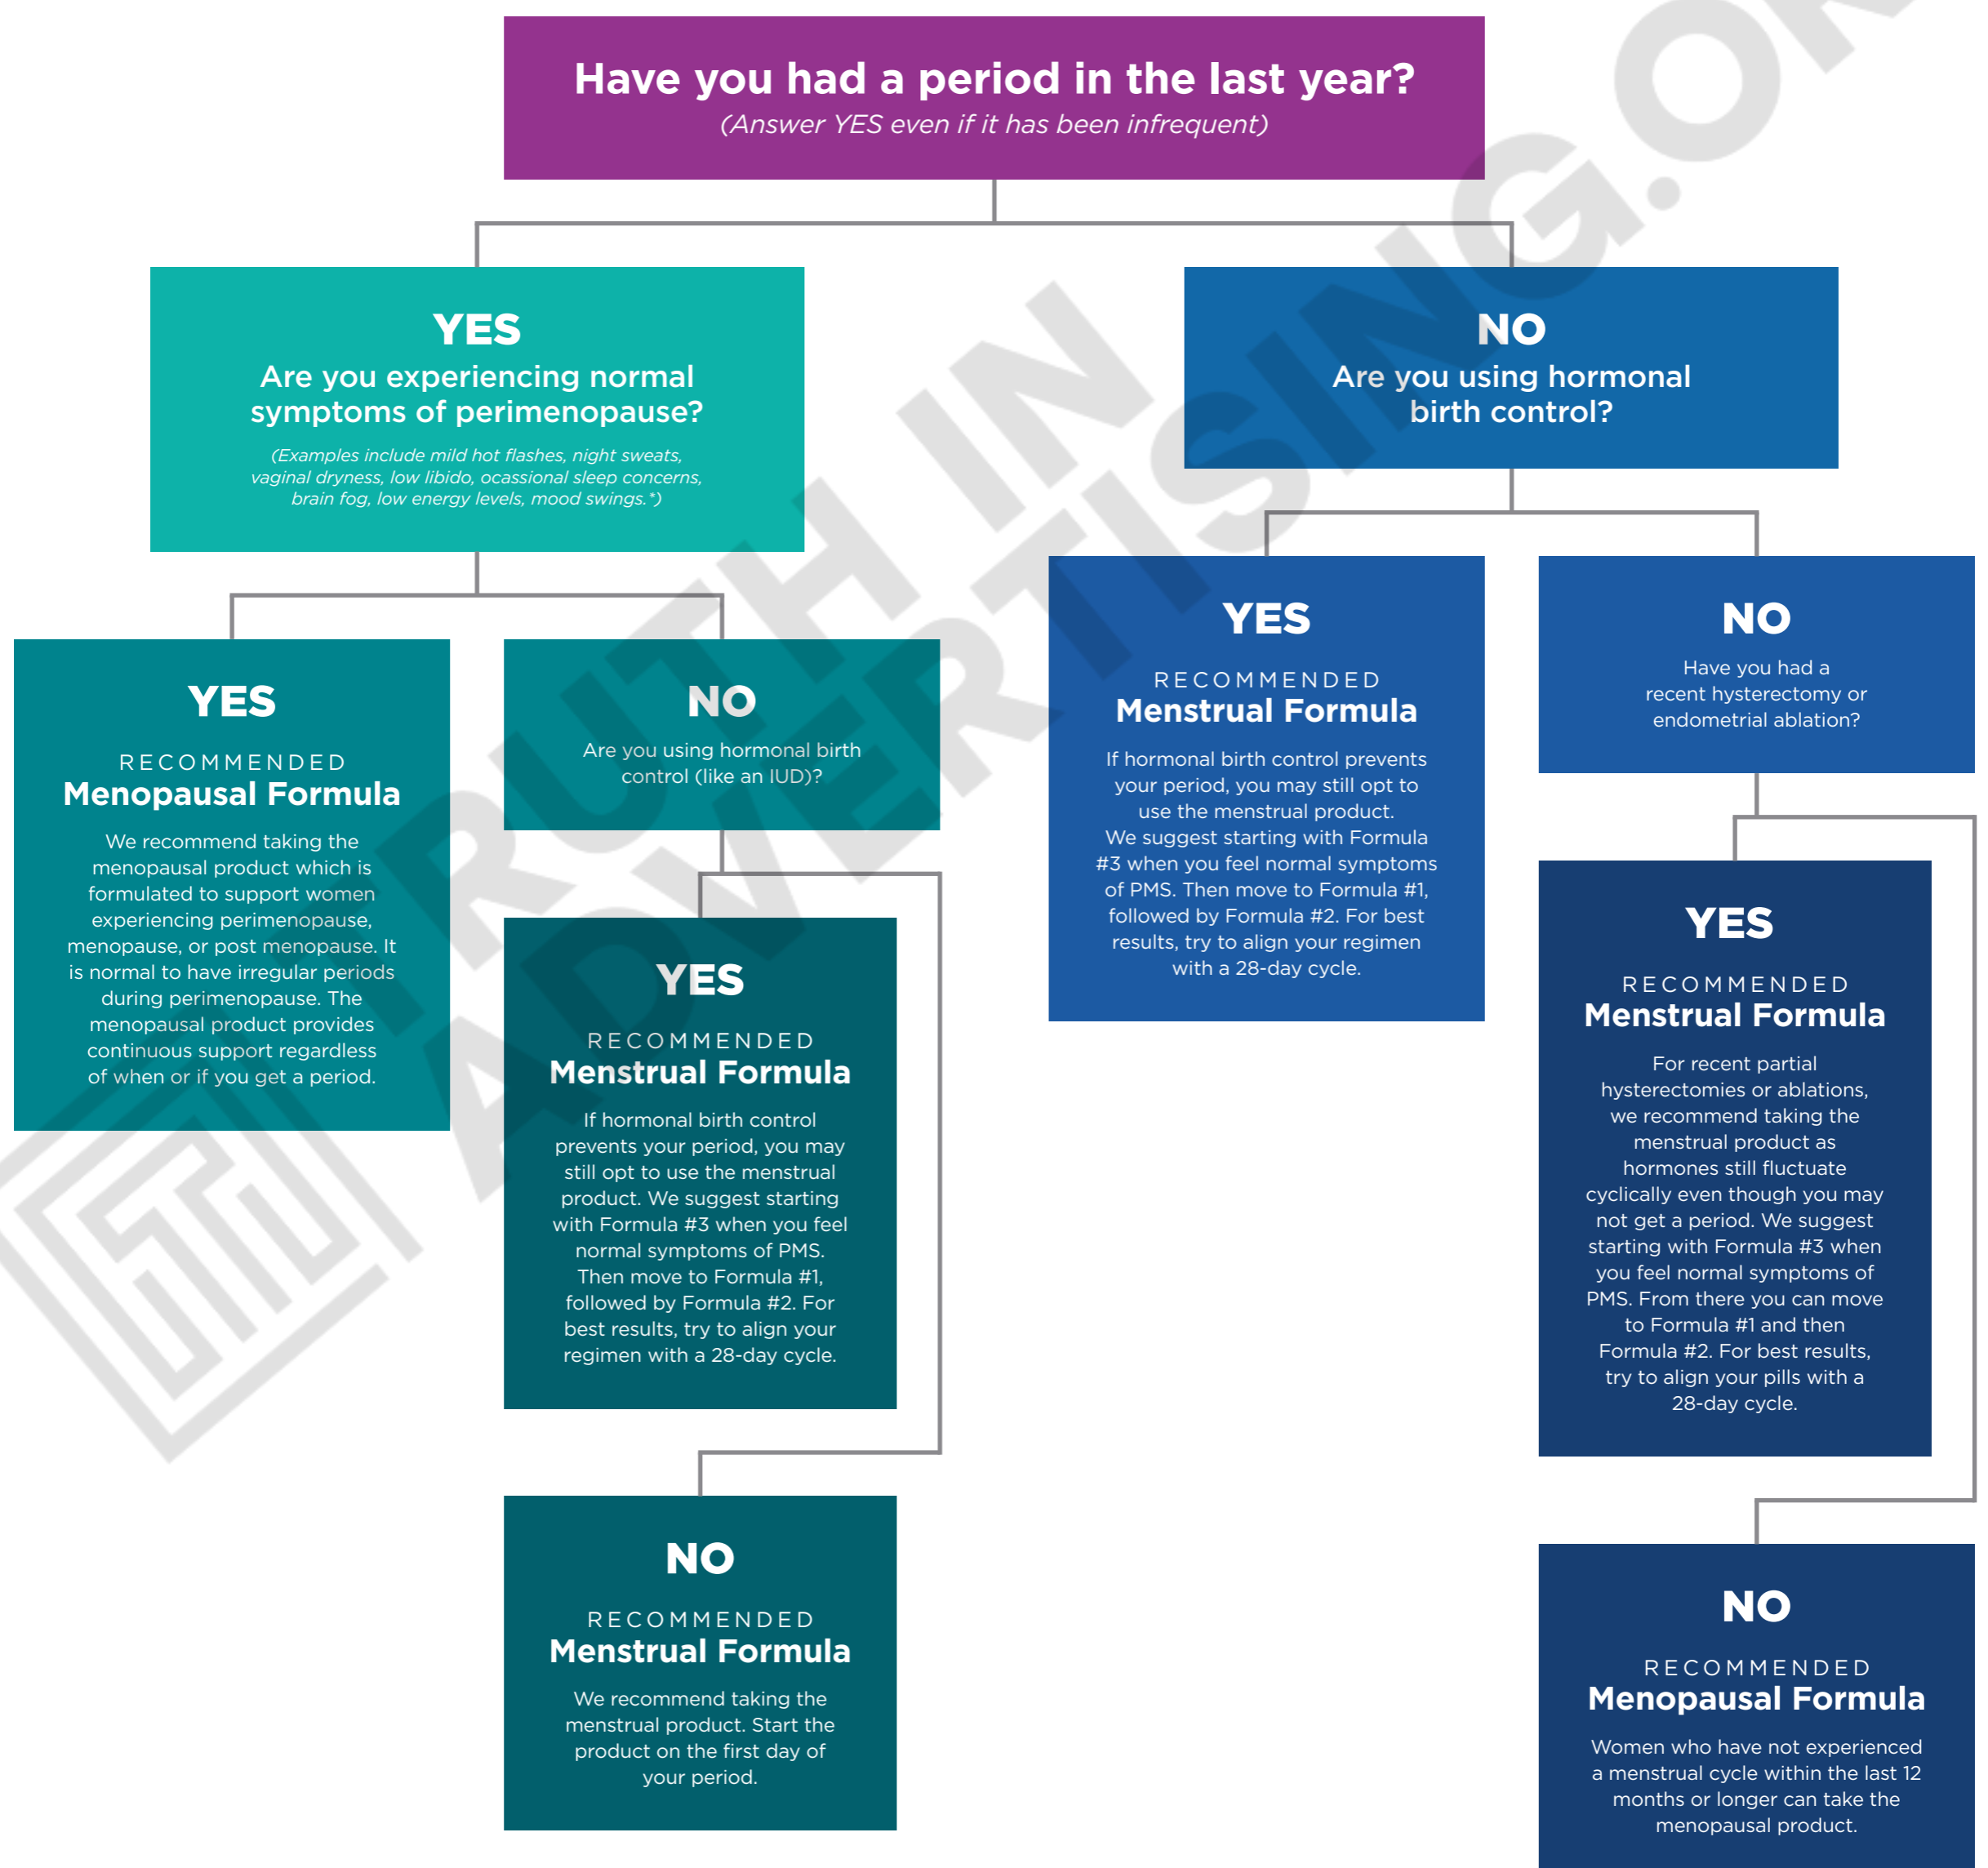 Have you had a period in the last year?
(Answer YES even if it has been infrequent)
YES
Are you experiencing normal
symptoms of perimenopause?
(Examples include mild hot flashes, night sweats,
vaginal dryness, low libido, ocassional sleep concerns,
brain fog, low energy levels, mood swings.*)
YES
RECOMMENDED
Menopausal Formula
We recommend taking the
menopausal product which is
formulated to support women
experiencing perimenopause,
menopause, or post menopause. It
is normal to have irregular periods
during perimenopause. The
menopausal product provides
continuous support regardless
of when or if you get a period.
NO
Are you using hormonal birth
control (like an IUD)?
YES
RECOMMENDED
Menstrual Formula
If hormonal birth control
prevents your period, you may
still opt to use the menstrual
product. We suggest starting
with Formula #3 when you feel
normal symptoms of PMS.
Then move to Formula #1,
followed by Formula #2. For
best results, try to align your
regimen with a 28-day cycle.
NO
RECOMMENDED
Menstrual Formula
We recommend taking the
menstrual product. Start the
product on the first day of
your period.
NO
Are you using hormonal
birth control?
YES
RECOMMENDED
Menstrual Formula
If hormonal birth control prevents
your period, you may still opt to
use the menstrual product.
We suggest starting with Formula
#3 when you feel normal symptoms
of PMS. Then move to Formula #1,
followed by Formula #2. For best
results, try to align your regimen
with a 28-day cycle.
NO
Have you had a
recent hysterectomy or
endometrial ablation?
YES
RECOMMENDED
Menstrual Formula
For recent partial
hysterectomies or ablations,
we recommend taking the
menstrual product as
hormones still fluctuate
cyclically even though you may
not get a period. We suggest
starting with Formula #3 when
you feel normal symptoms of
PMS. From there you can move
to Formula #1 and then
Formula #2. For best results,
try to align your pills with a
28-day cycle.
NO
RECOMMENDED
Menopausal Formula
Women who have not experienced
a menstrual cycle within the last 12
months or longer can take the
menopausal product.
TRUTH IN
ADVERTISING.OR